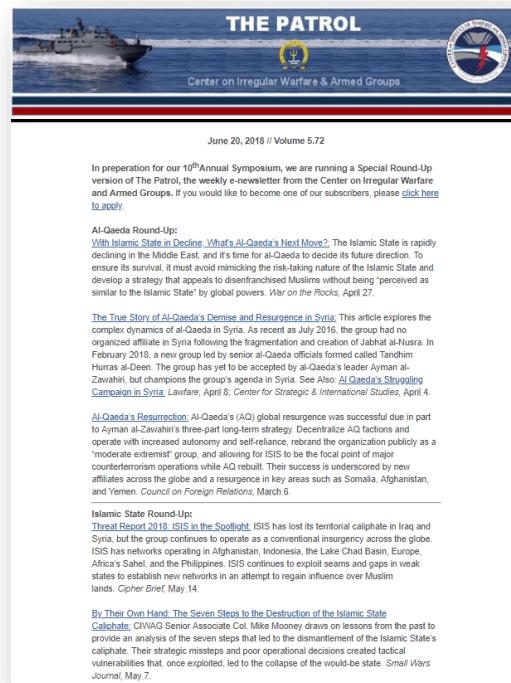 THE PATROL
Center on Irregular Warfare & Armed Groups
June 20, 2018 // Volume 5.72
In preperation for our 10thAnnual Symposium, we are running a Special Round-Up
version of The Patrol, the weekly e-newsletter from the Center on Irregular Warfare
and Armed Groups. If you would like to become one of our subscribers, please click here
to apply.
Al-Qaeda Round-Up:
With Islamic State in Decline, What's Al-Qaeda's Next Move?: The Islamic State is rapidly
declining in the Middle East, and it's time for al-Qaeda to decide its future direction. To
ensure its survival, it must avoid mimicking the risk-taking nature of the Islamic State and
develop a strategy that appeals to disenfranchised Muslims without being "perceived as
similar to the Islamic State" by global powers. War on the Rocks, April 27.
The True Story of Al-Qaeda's Demise and Resurgence in Syria: This article explores the
complex dynamics of al-Qaeda in Syria. As recent as July 2016, the group had no
organized affiliate in Syria following the fragmentation and creation of Jabhat al-Nusra. In
February 2018, a new group led by senior al-Qaeda officials formed called Tandhim
Hurras al-Deen. The group has yet to be accepted by al-Qaeda's leader Ayman al-
Zawahiri, but champions the group's agenda in Syria. See Also: Al Qaeda's Struggling
Campaign in Syria: Lawfare, April 8; Center for Strategic & International Studies, April 4.
Al-Qaeda's Resurrection: Al-Qaeda's (AQ) global resurgence was successful due in part
to Ayman al-Zawahiri's three-part long-term strategy. Decentralize AQ factions and
operate with increased autonomy and self-reliance, rebrand the organization publicly as a
"moderate extremist" group, and allowing for ISIS to be the focal point of major
counterterrorism operations while AQ rebuilt. Their success is underscored by new
affiliates across the globe and a resurgence in key areas such as Somalia, Afghanistan,
and Yemen. Council on Foreign Relations, March 6.
Islamic State Round-Up:
Threat Report 2018: ISIS in the Spotlight: ISIS has lost its territorial caliphate in Iraq and
Syria, but the group continues to operate as a conventional insurgency across the globe.
ISIS has networks operating in Afghanistan, Indonesia, the Lake Chad Basin, Europe,
Africa's Sahel, and the Philippines. ISIS continues to exploit seams and gaps in weak
states to establish new networks in an attempt to regain influence over Muslim
lands. Cipher Brief, May 14.
By Their Own Hand: The Seven Steps to the Destruction of the Islamic State
Caliphate: CIWAG Senior Associate Col. Mike Mooney draws on lessons from the past to
provide an analysis of the seven steps that led to the dismantlement of the Islamic State's
caliphate. Their strategic missteps and poor operational decisions created tactical
vulnerabilities that, once exploited, led to the collapse of the would-be state. Small Wars
Journal, May 7.